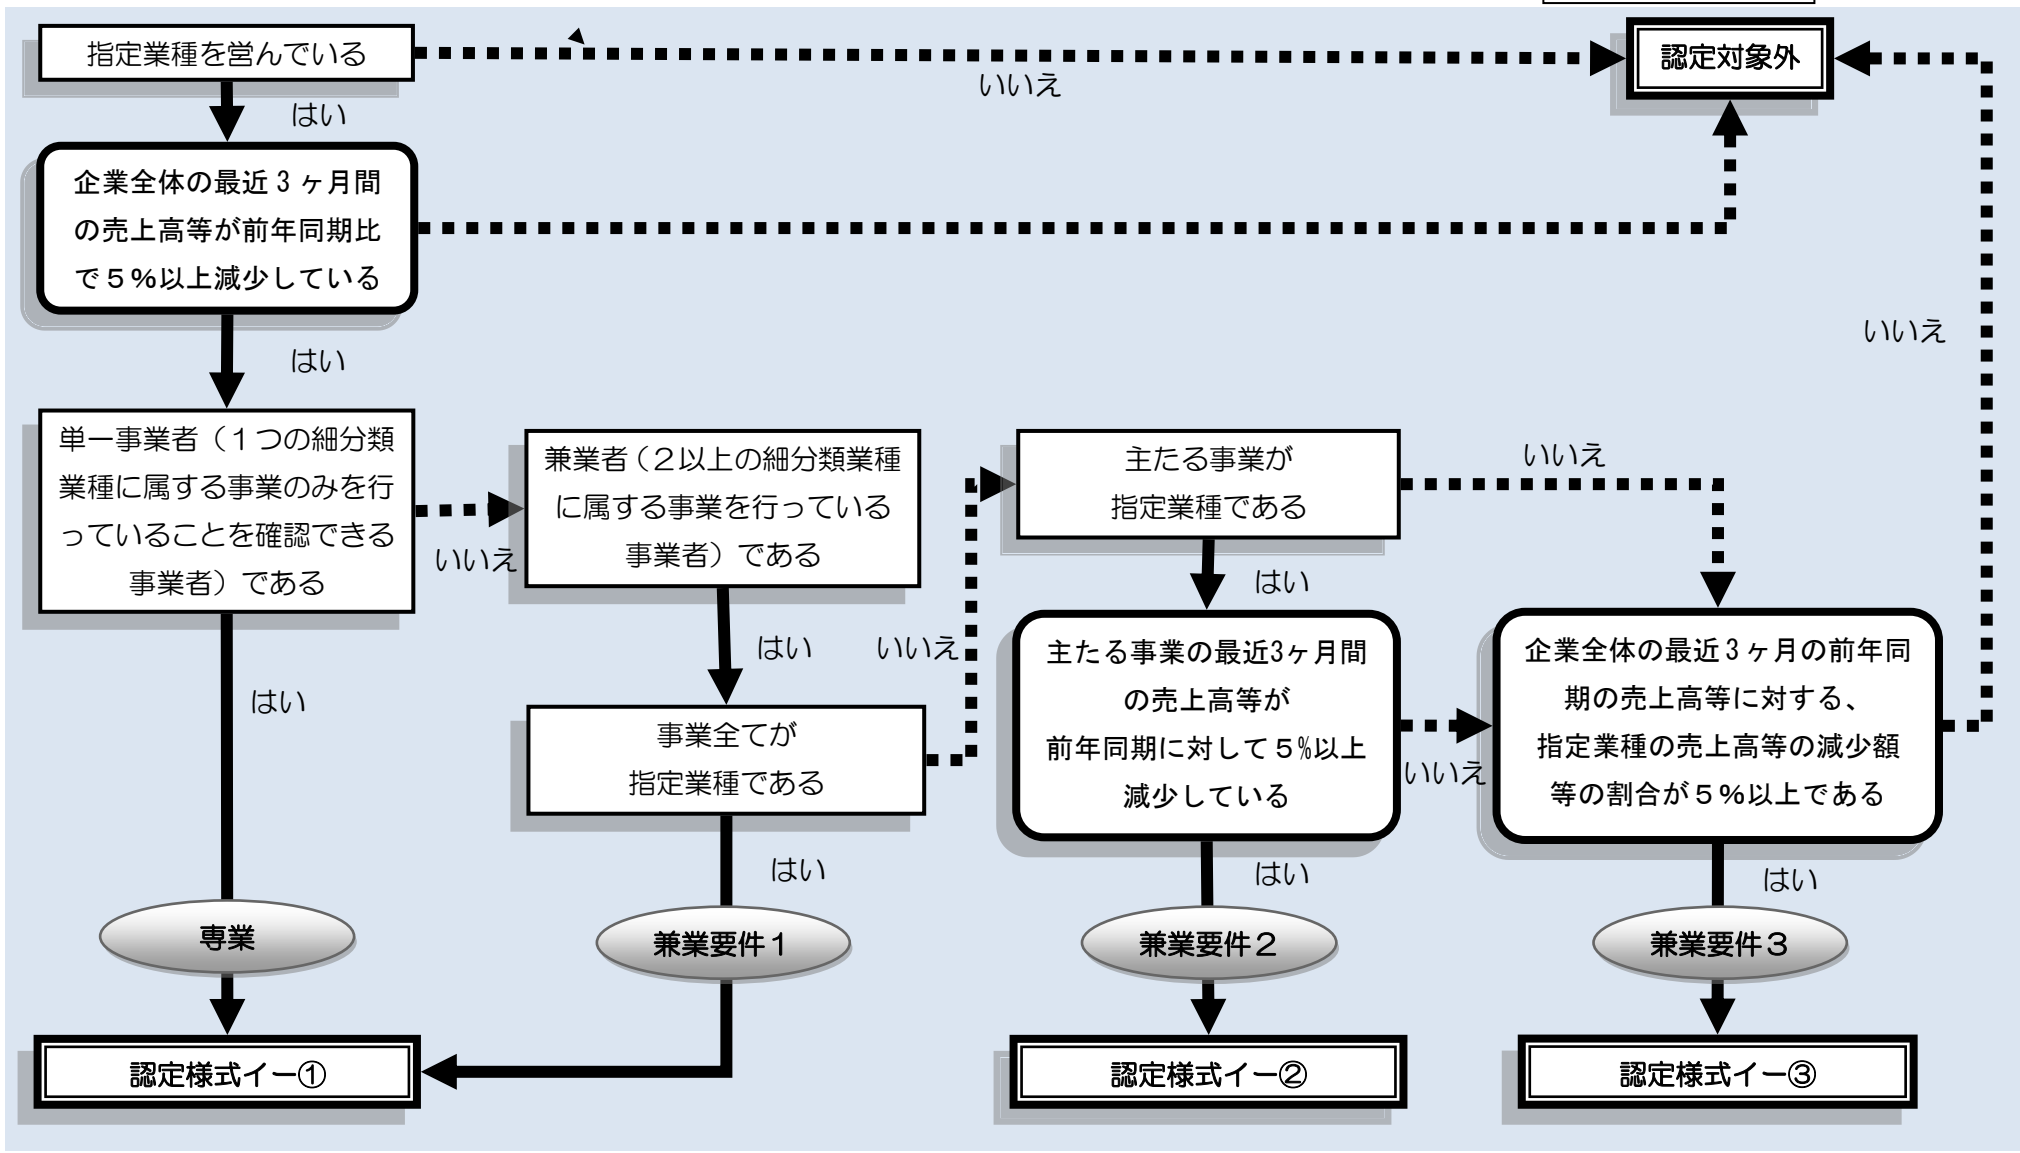 指定業種を営んでいる
いいえ
認定対象外
はい
企業全体の最近３ヶ月間
の売上高等が前年同期比
で５％以上減少している
はい
いいえ
単一事業者（１つの細分類
業種に属する事業のみを行
っていることを確認できる
事業者）である
いいえ
兼業者（２以上の細分類業種
に属する事業を行っている
事業者）である
主たる事業が
指定業種である
いいえ
はい
はい
いいえ
はい
事業全てが
指定業種である
主たる事業の最近3ヶ月間
の売上高等が
前年同期に対して５%以上
減少している
いいえ
企業全体の最近３ヶ月の前年同
期の売上高等に対する、
指定業種の売上高等の減少額
等の割合が５％以上である
はい
はい
はい
専業
兼業要件１
兼業要件２
兼業要件３
認定様式イー①
認定様式イー②
認定様式イー③